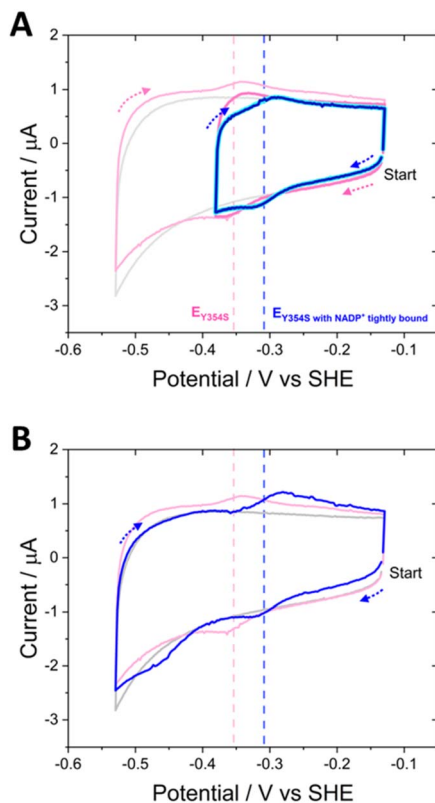 A
2
1
0
-1
-2
-3
Current / μA
Start
E Y354S
E Y354S with NADP+ tightly bound
-0.6 -0.5 -0.4 -0.3 -0.2 -0.1
Potential / V vs SHE
B
2
1
0
-1
-2
-3
Current / μA
Start
-0.6 -0.5 -0.4 -0.3 -0.2 -0.1
Potential / V vs SHE